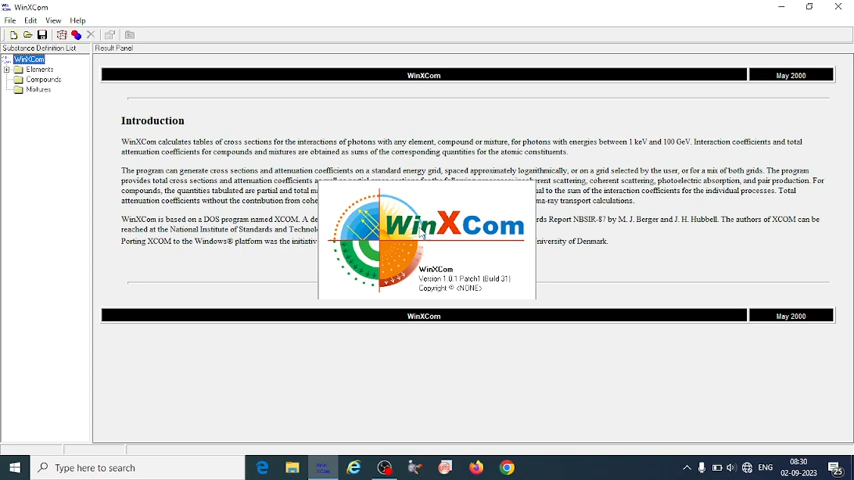 WinXCom
File Edit View Help
Substance Definition List
Result Panel
WinXCom
Elements
Compounds
Mixtures
WinXCom May 2000
Introduction
WinXCom calculates tables of cross sections for the interactions of photons with any element, compound or mixture, for photons with energies between 1 keV and 100 GeV. Interaction coefficients and total
attenuation coefficients for compounds and mixtures are obtained as sums of the corresponding quantities for the atomic constituents.
The program can generate cross sections and attenuation coefficients on a standard energy grid, spaced approximately logarithmically, or on a grid selected by the user, or for a mix of both grids. The program
provides total cross sections and attenuation coefficients scattering, coherent scattering, photoelectric absorption, and pair production. For
compounds, the quantities tabulated are partial and total ual to the sum of the interaction coefficients for the individual processes. Total
attenuation coefficients without the contribution from cohe ma-ray transport calculations.
WinXCom is based on a DOS program named XCOM. A de rds Report NBSIR-87 by M. J. Berger and J. H. Hubbell. The authors of XCOM can be
reached at the National Institute of Standards and Technolo
Porting XCOM to the Windows® platform was the initiativ niversity of Denmark.
WinXCom
WinXCom
Version 1.0.1 Patch1 (Build 31)
Copyright © <NONE>
WinXCom May 2000
Type here to search
ENG
08:30
02-09-2023
25